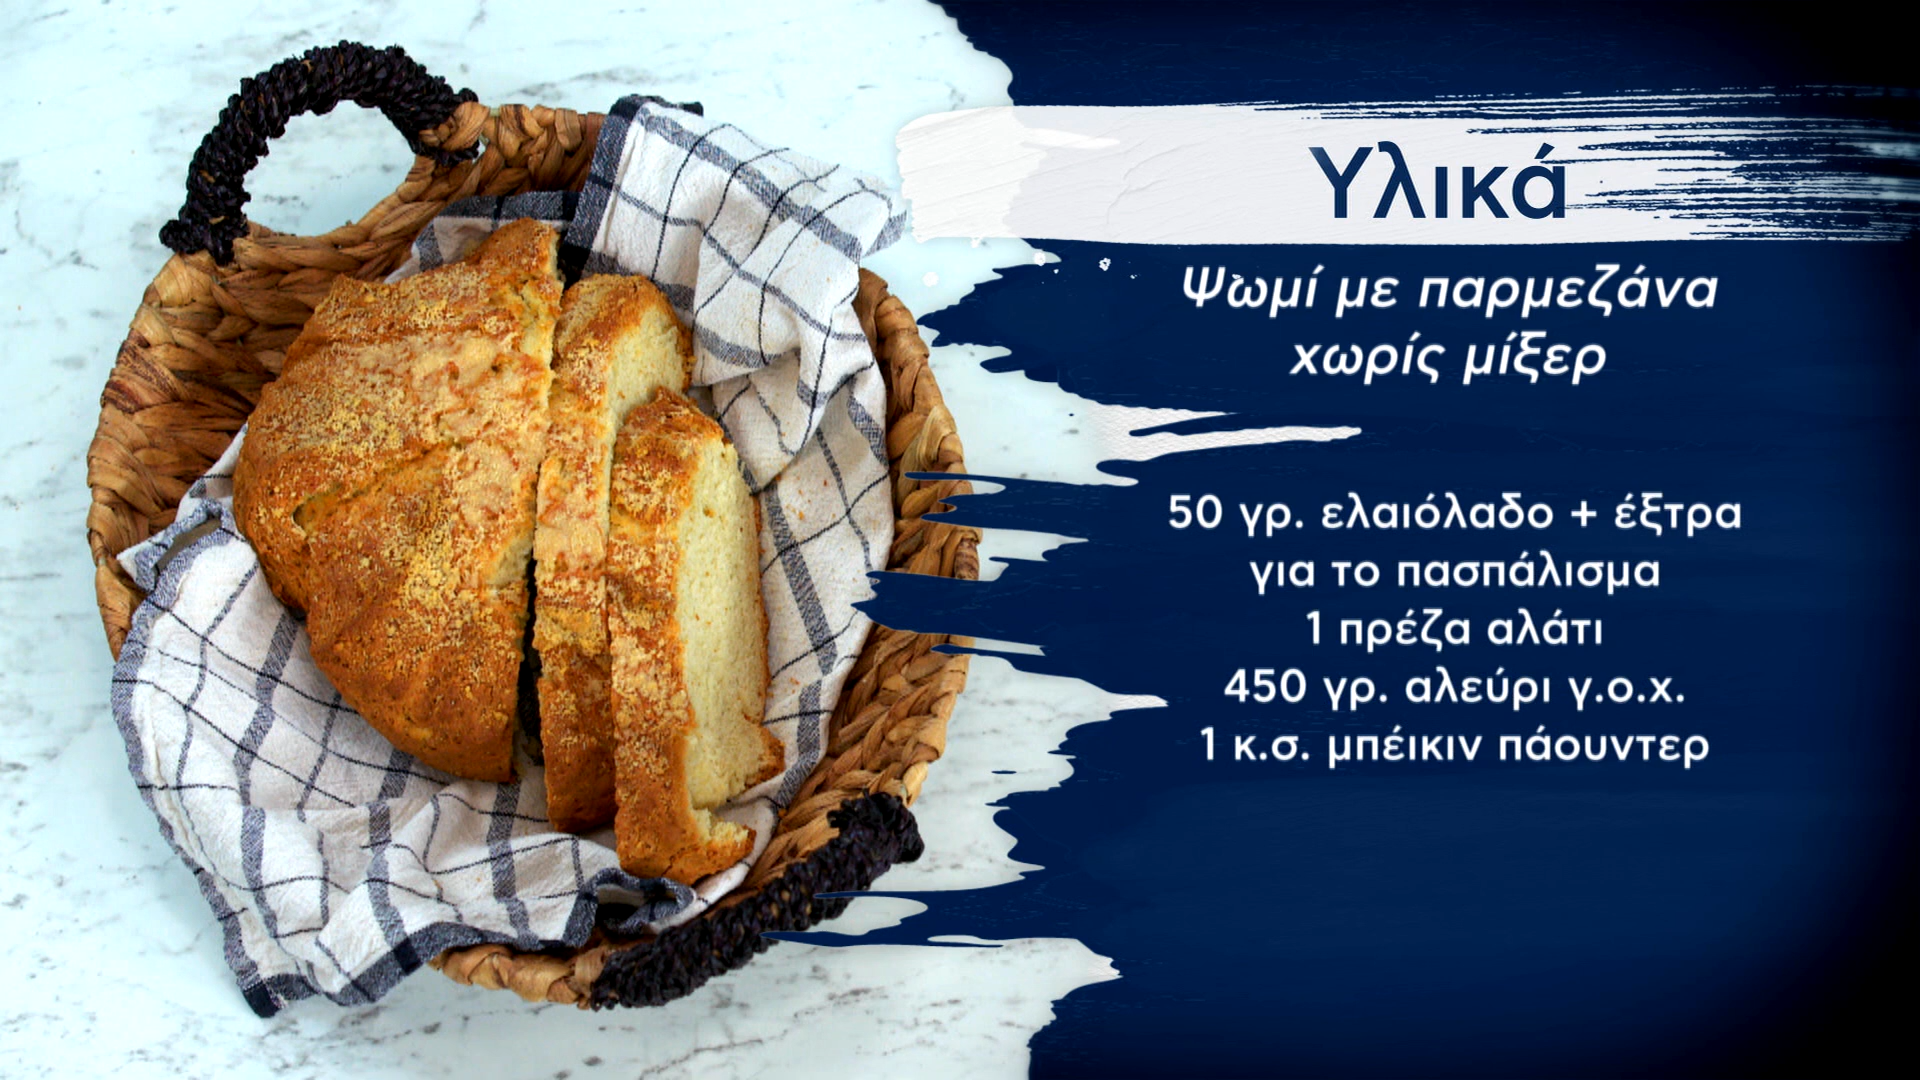 Υλικά
Ψωμί με παρμεζάνα
χωρίς μίξερ
50 γρ. ελαιόλαδο + έξτρα
για το πασπάλισμα
1 πρέζα αλάτι
450 γρ. αλεύρι γ.ο.χ.
1 κ.σ. μπέικιν πάουντερ